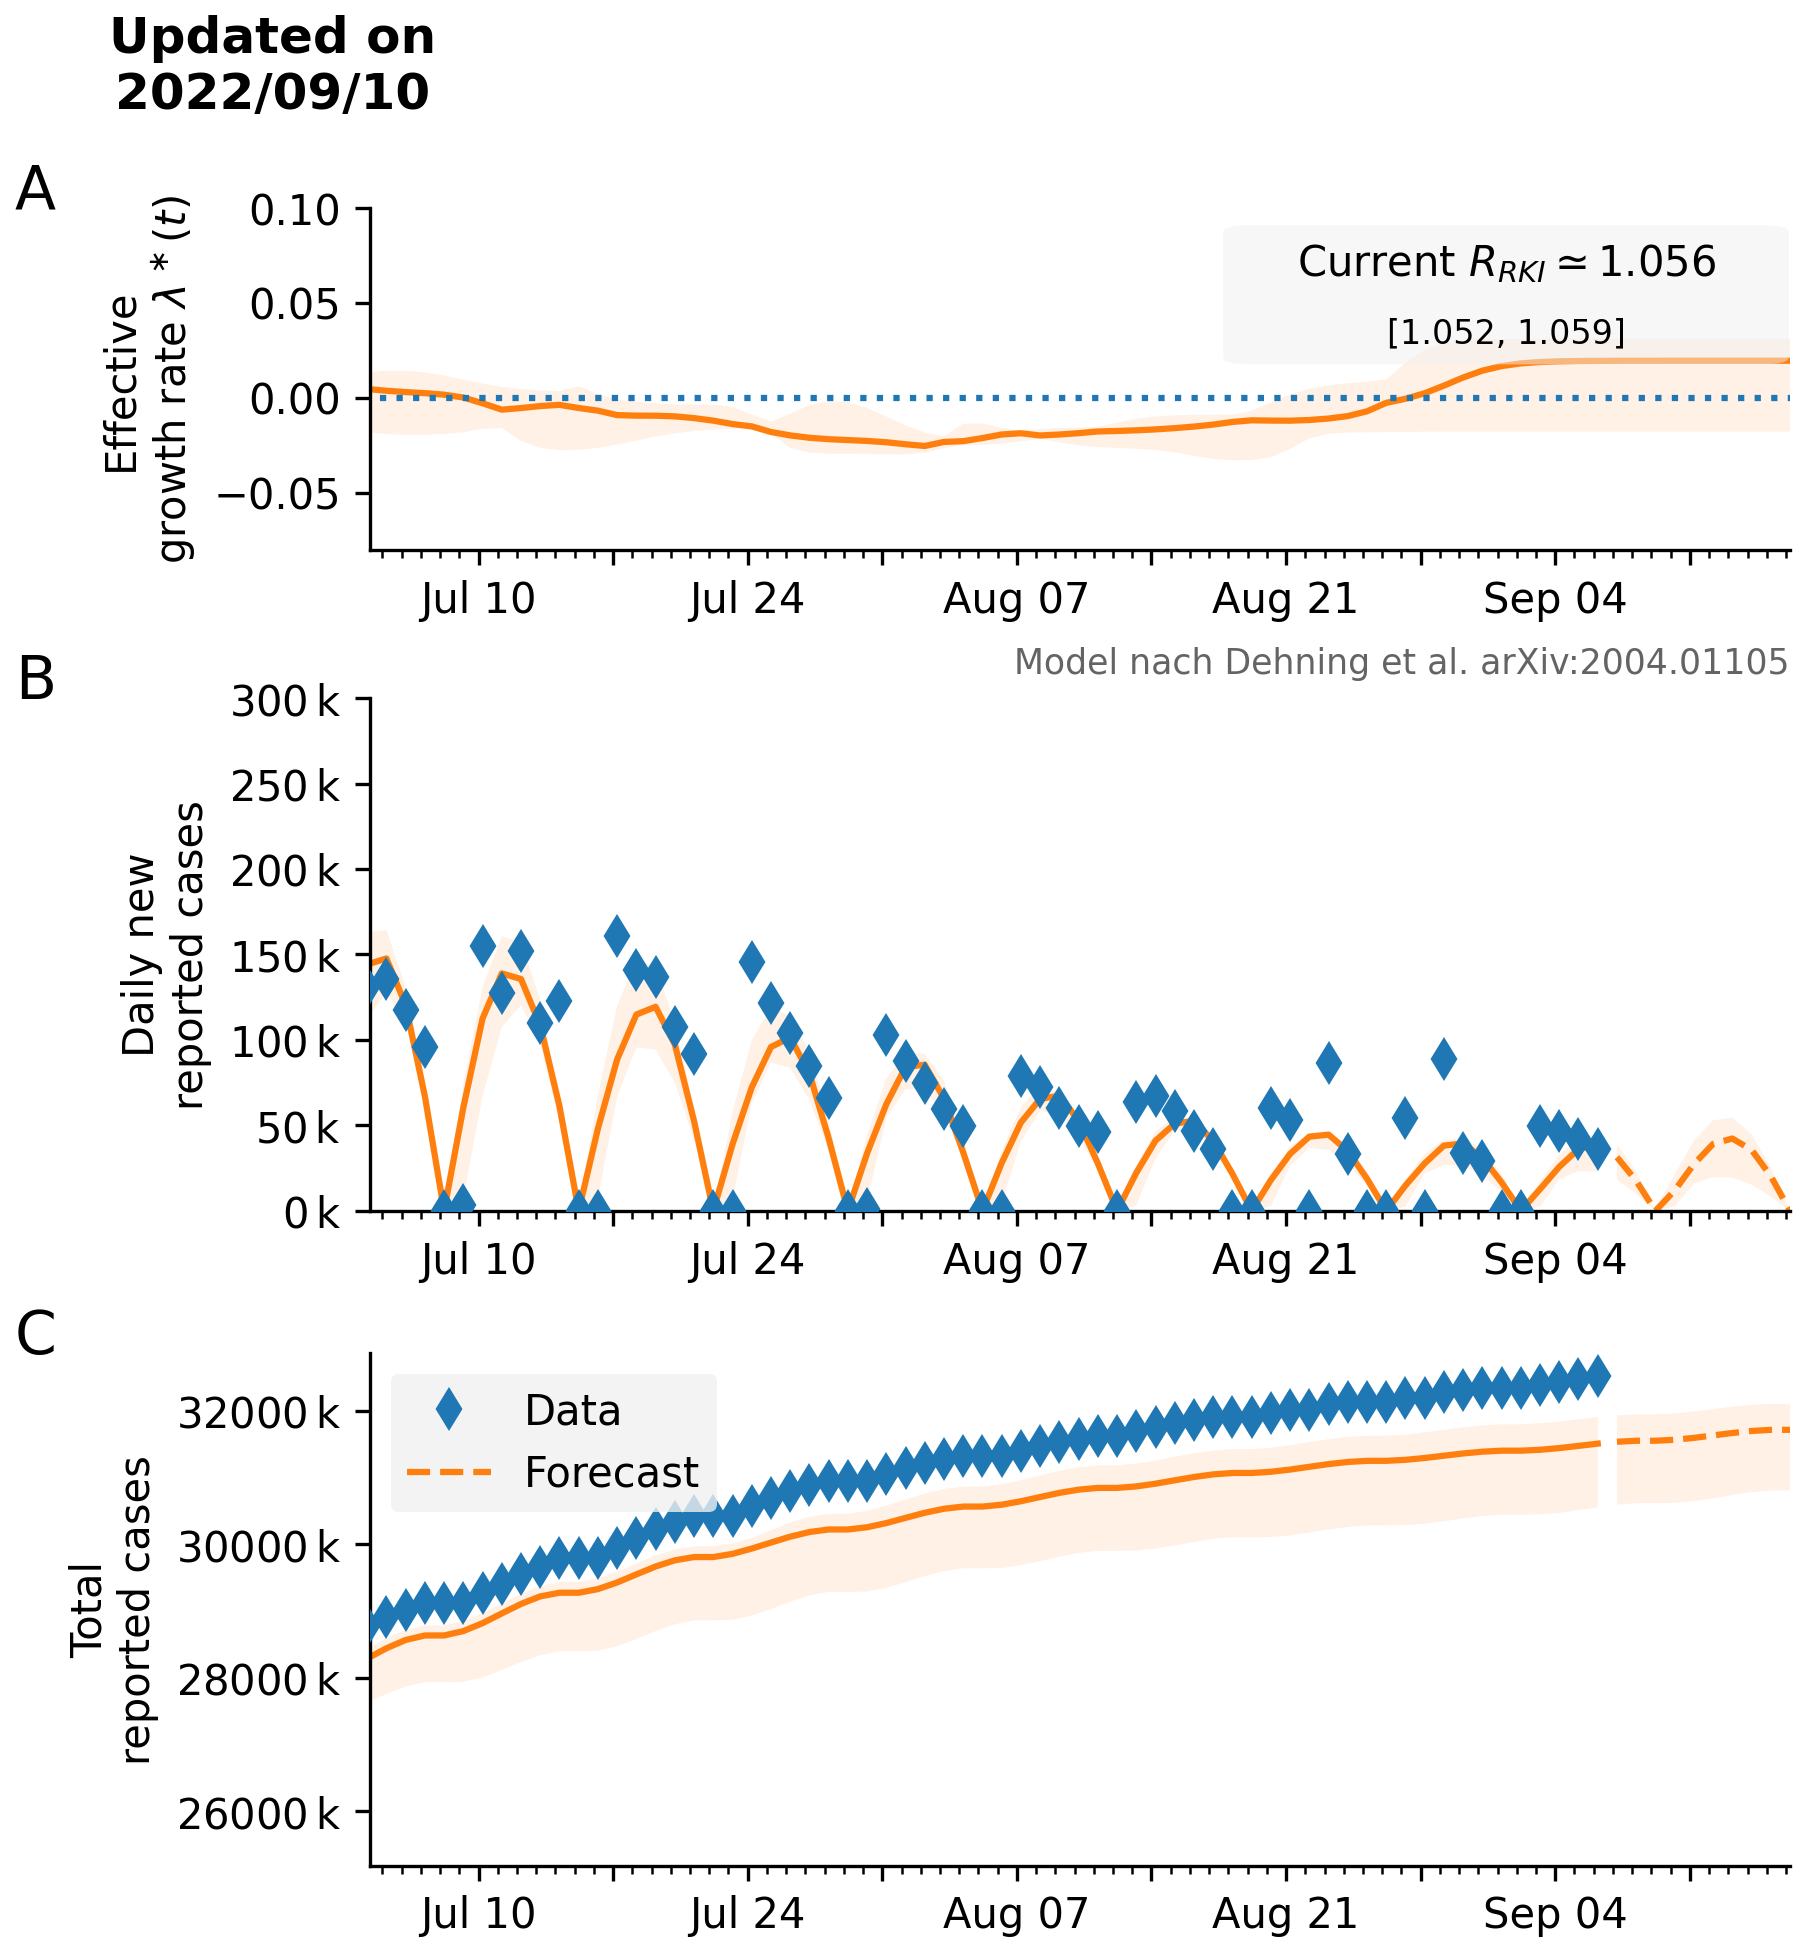 Updated on
2022/09/10
A
Effective
growth rate λ * (t)
0.10
0.05
0.00
−0.05
Current R_RKI ≃ 1.056
[1.052, 1.059]
Jul 10
Jul 24
Aug 07
Aug 21
Sep 04
Model nach Dehning et al. arXiv:2004.01105
B
Daily new
reported cases
300 k
250 k
200 k
150 k
100 k
50 k
0 k
Jul 10
Jul 24
Aug 07
Aug 21
Sep 04
C
Total
reported cases
32000 k
30000 k
28000 k
26000 k
Data
Forecast
Jul 10
Jul 24
Aug 07
Aug 21
Sep 04